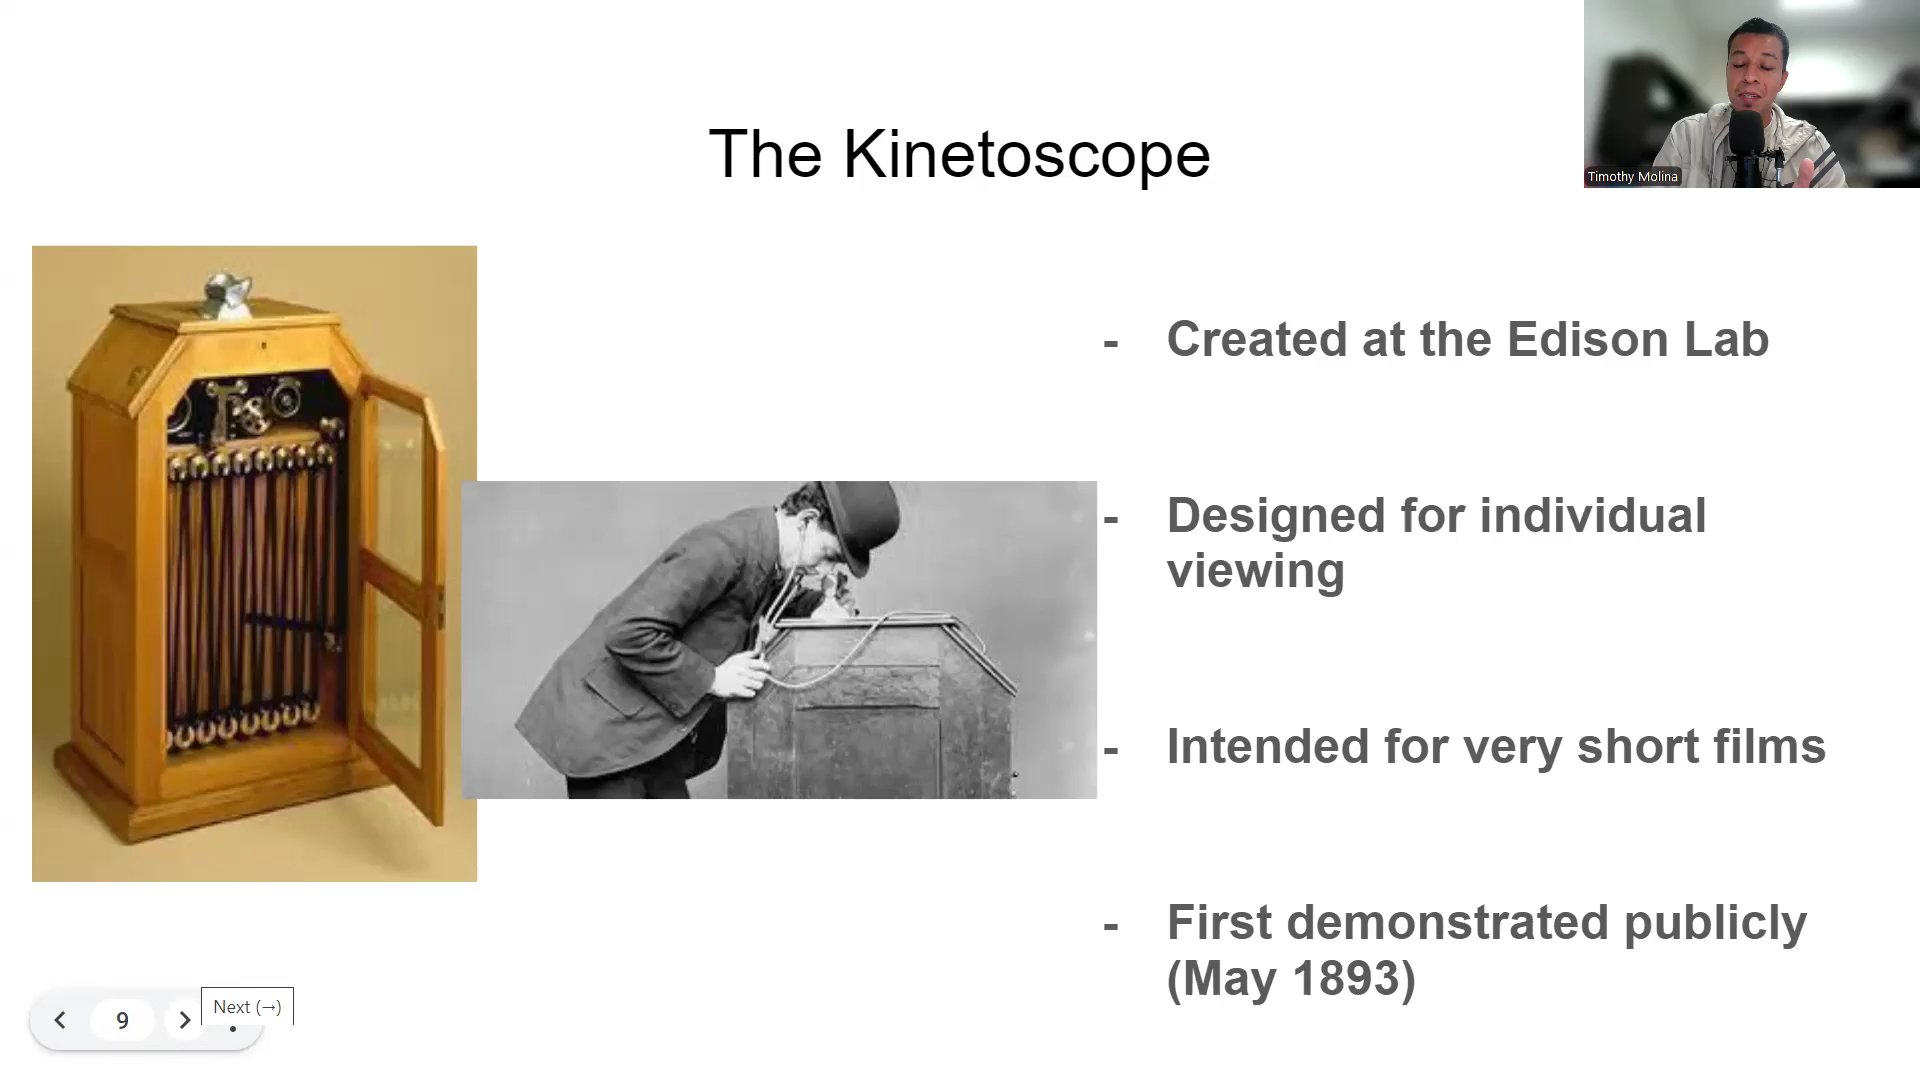 The Kinetoscope
Timothy Molina
- Created at the Edison Lab
- Designed for individual
viewing
- Intended for very short films
- First demonstrated publicly
(May 1893)
9
Next (→)